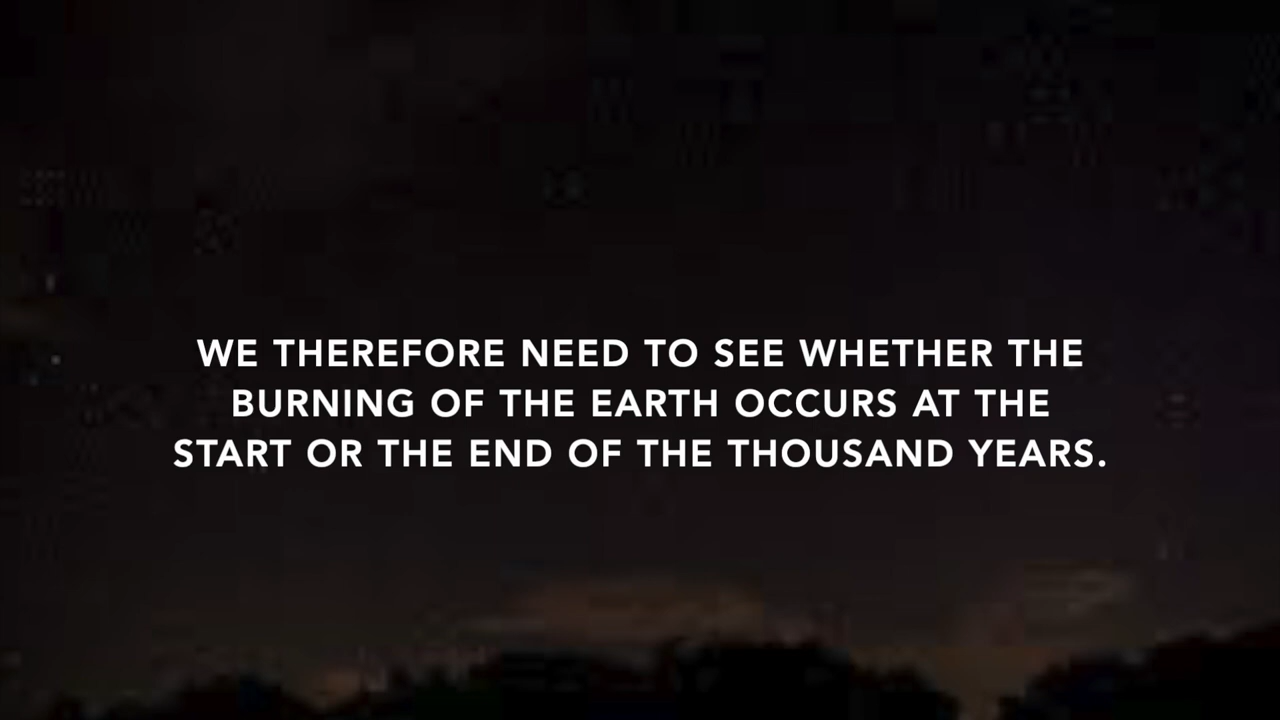 WE THEREFORE NEED TO SEE WHETHER THE
BURNING OF THE EARTH OCCURS AT THE
START OR THE END OF THE THOUSAND YEARS.